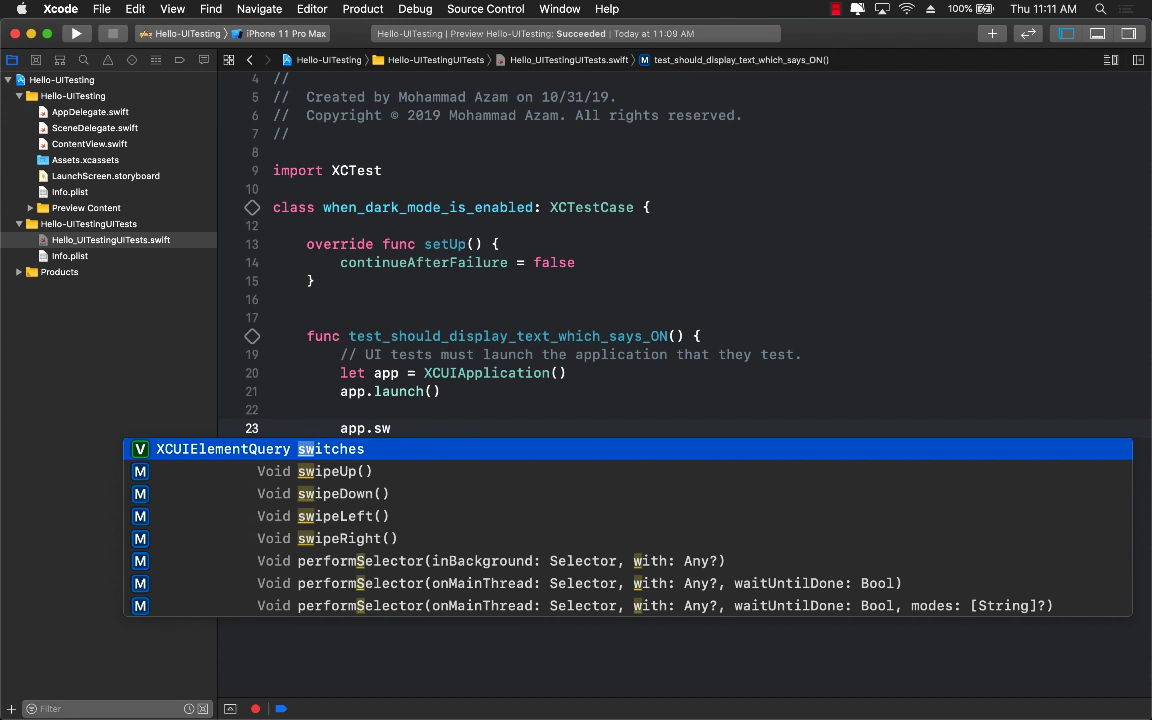 Xcode File Edit View Find Navigate Editor Product Debug Source Control Window Help 100% Thu 11:11 AM
Hello-UITesting iPhone 11 Pro Max Hello-UITesting | Preview Hello-UITesting: Succeeded | Today at 11:09 AM
Hello-UITesting Hello-UITestingUITests Hello_UITestingUITests.swift M test_should_display_text_which_says_ON()
Hello-UITesting
Hello-UITesting
AppDelegate.swift
SceneDelegate.swift
ContentView.swift
Assets.xcassets
LaunchScreen.storyboard
Info.plist
Preview Content
Hello-UITestingUITests
Hello_UITestingUITests.swift
Info.plist
Products
4 //
5 // Created by Mohammad Azam on 10/31/19.
6 // Copyright © 2019 Mohammad Azam. All rights reserved.
7 //
8
9 import XCTest
10
class when_dark_mode_is_enabled: XCTestCase {
12
13 override func setUp() {
14 continueAfterFailure = false
15 }
16
17
func test_should_display_text_which_says_ON() {
19 // UI tests must launch the application that they test.
20 let app = XCUIApplication()
21 app.launch()
22
23 app.sw
V XCUIElementQuery switches
M Void swipeUp()
M Void swipeDown()
M Void swipeLeft()
M Void swipeRight()
M Void performSelector(inBackground: Selector, with: Any?)
M Void performSelector(onMainThread: Selector, with: Any?, waitUntilDone: Bool)
M Void performSelector(onMainThread: Selector, with: Any?, waitUntilDone: Bool, modes: [String]?)
Filter